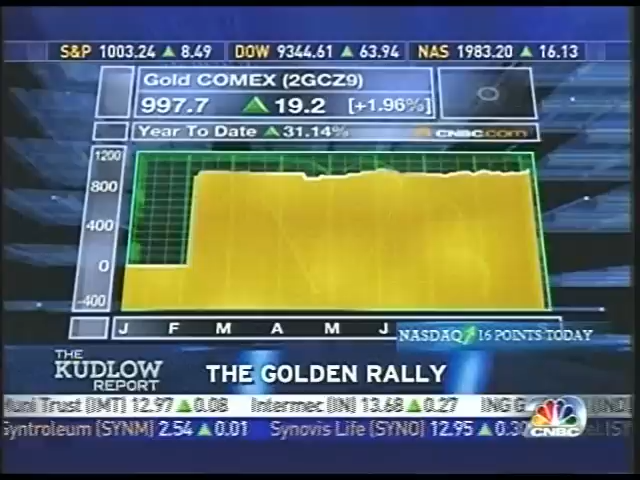 S&P 1003.24 ▲ 8.49 DOW 9344.61 ▲ 63.94 NAS 1983.20 ▲ 16.13
Gold COMEX (2GCZ9)
997.7 ▲ 19.2 [+1.96%]
Year To Date ▲ 31.14% CNBC.com
1200
800
400
0
-400
J F M A M J
NASDAQ 16 POINTS TODAY
THE
KUDLOW
REPORT
THE GOLDEN RALLY
Muni Trust (IMT) 12.97 ▲ 0.08 Intermec (IN) 13.68 ▲ 0.27 ING
Syntroleum (SYNM) 2.54 ▲ 0.01 Synovis Life (SYNO) 12.95 ▲
CNBC